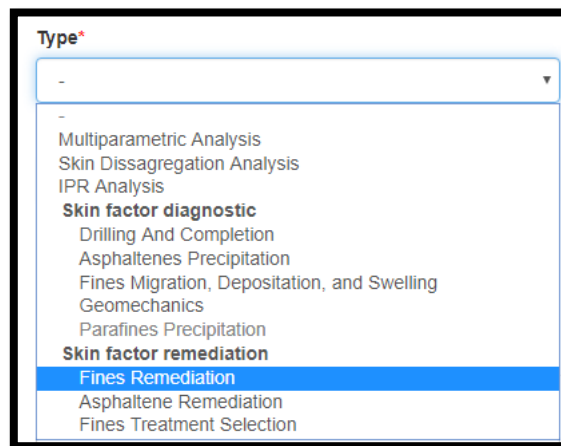 Type*
-
-
Multiparametric Analysis
Skin Dissagregation Analysis
IPR Analysis
Skin factor diagnostic
Drilling And Completion
Asphaltenes Precipitation
Fines Migration, Depositation, and Swelling
Geomechanics
Parafines Precipitation
Skin factor remediation
Fines Remediation
Asphaltene Remediation
Fines Treatment Selection